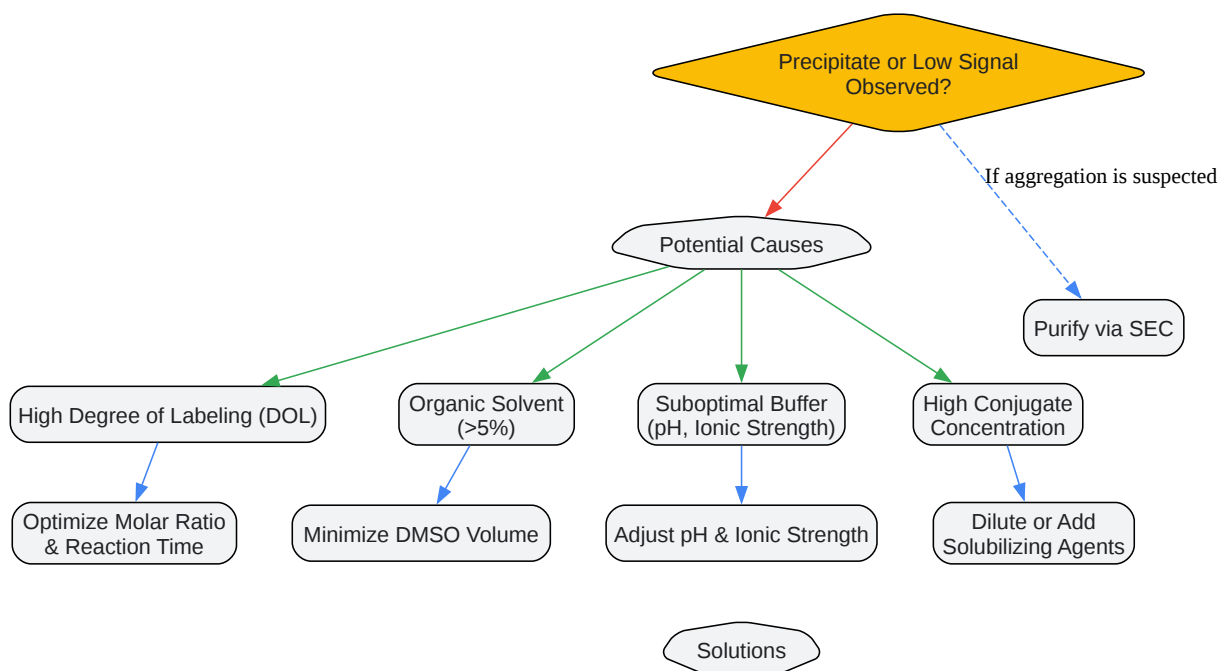 Precipitate or Low Signal
Observed?
If aggregation is suspected
Potential Causes
Purify via SEC
High Degree of Labeling (DOL)
Organic Solvent
(>5%)
Suboptimal Buffer
(pH, Ionic Strength)
High Conjugate
Concentration
Optimize Molar Ratio
& Reaction Time
Minimize DMSO Volume
Adjust pH & Ionic Strength
Dilute or Add
Solubilizing Agents
Solutions